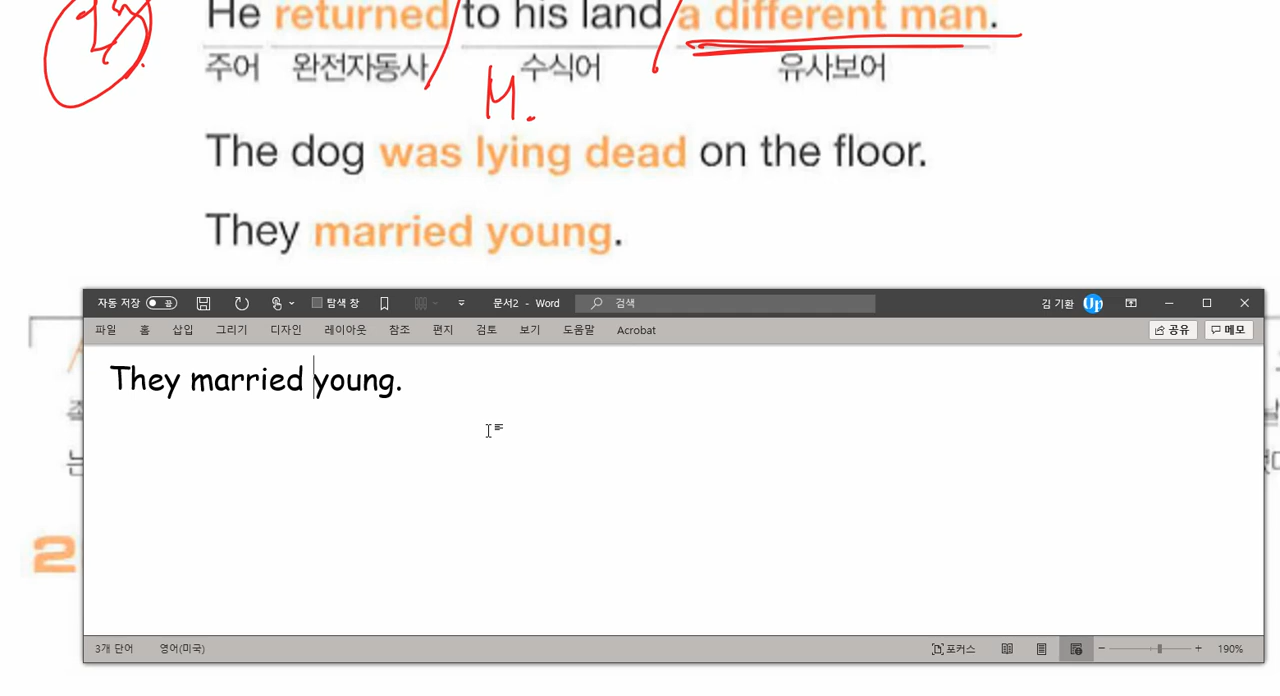 He returned to his land a different man.
주어 완전자동사 수식어 유사보어
M.
The dog was lying dead on the floor.
They married young.
자동 저장 끔 탐색 창 문서2 - Word 검색 김 기환 Up
파일 홈 삽입 그리기 디자인 레이아웃 참조 편지 검토 보기 도움말 Acrobat 공유 메모
They married young.
는
2
3개 단어 영어(미국) 포커스 190%